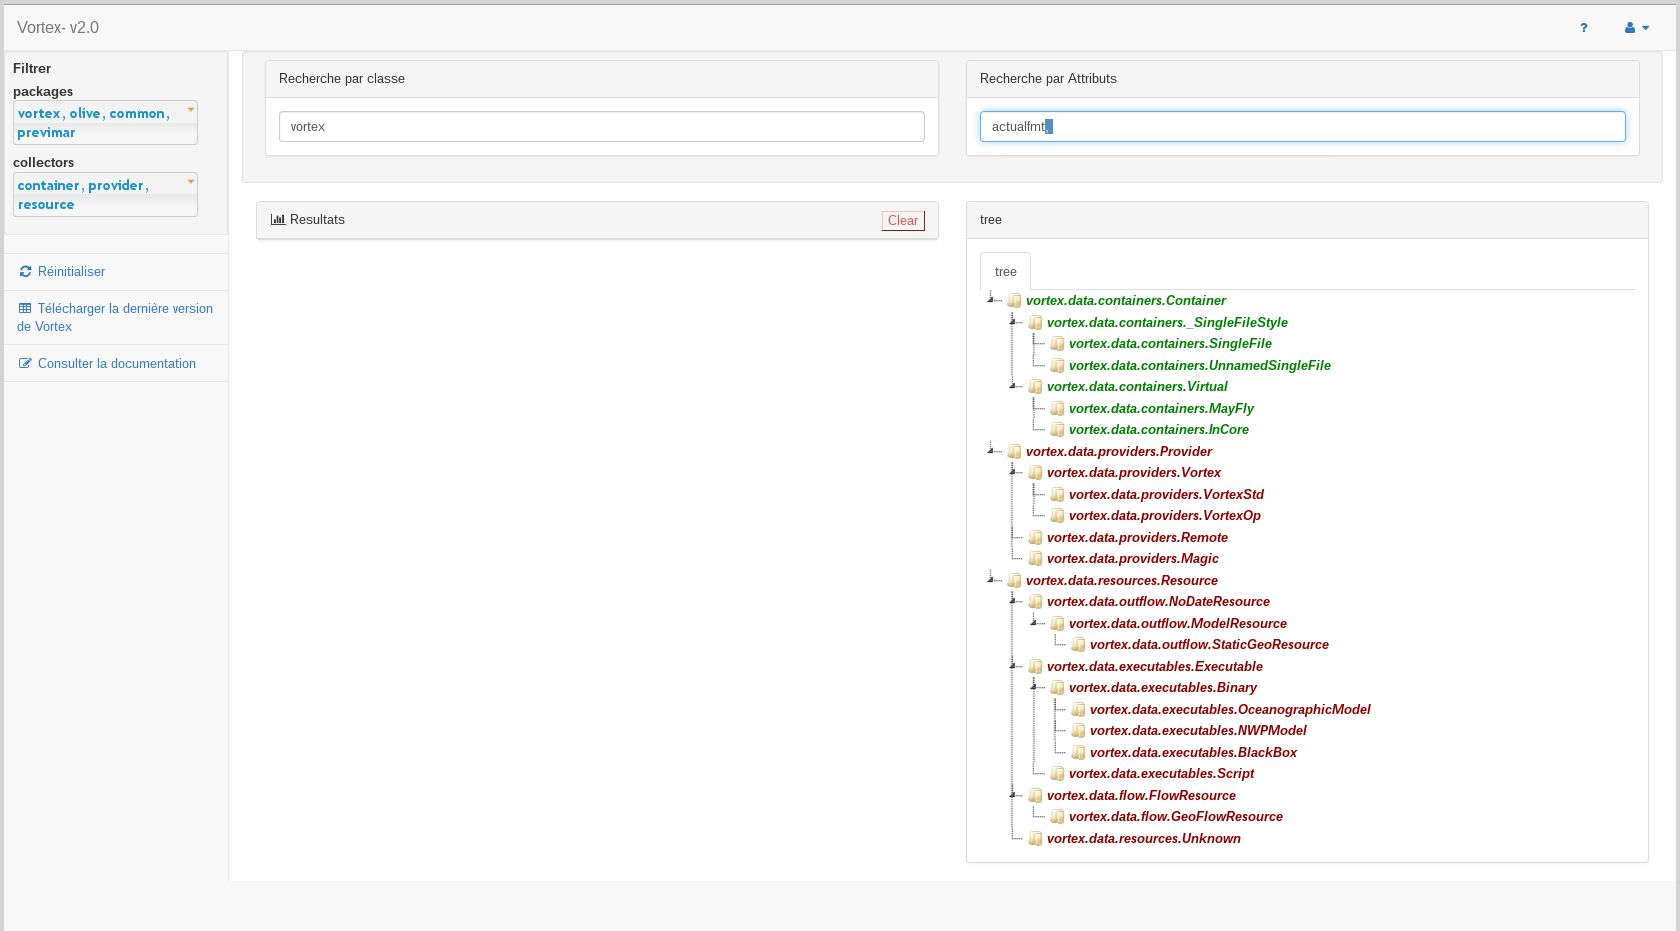 Vortex- v2.0
?
Filtrer
packages
vortex, olive, common,
previmar
collectors
container, provider,
resource
Réinitialiser
Télécharger la dernière version
de Vortex
Consulter la documentation
Recherche par classe
vortex
Recherche par Attributs
actualfmt
Resultats
Clear
tree
tree
vortex.data.containers.Container
vortex.data.containers._SingleFileStyle
vortex.data.containers.SingleFile
vortex.data.containers.UnnamedSingleFile
vortex.data.containers.Virtual
vortex.data.containers.MayFly
vortex.data.containers.InCore
vortex.data.providers.Provider
vortex.data.providers.Vortex
vortex.data.providers.VortexStd
vortex.data.providers.VortexOp
vortex.data.providers.Remote
vortex.data.providers.Magic
vortex.data.resources.Resource
vortex.data.outflow.NoDateResource
vortex.data.outflow.ModelResource
vortex.data.outflow.StaticGeoResource
vortex.data.executables.Executable
vortex.data.executables.Binary
vortex.data.executables.OceanographicModel
vortex.data.executables.NWPModel
vortex.data.executables.BlackBox
vortex.data.executables.Script
vortex.data.flow.FlowResource
vortex.data.flow.GeoFlowResource
vortex.data.resources.Unknown